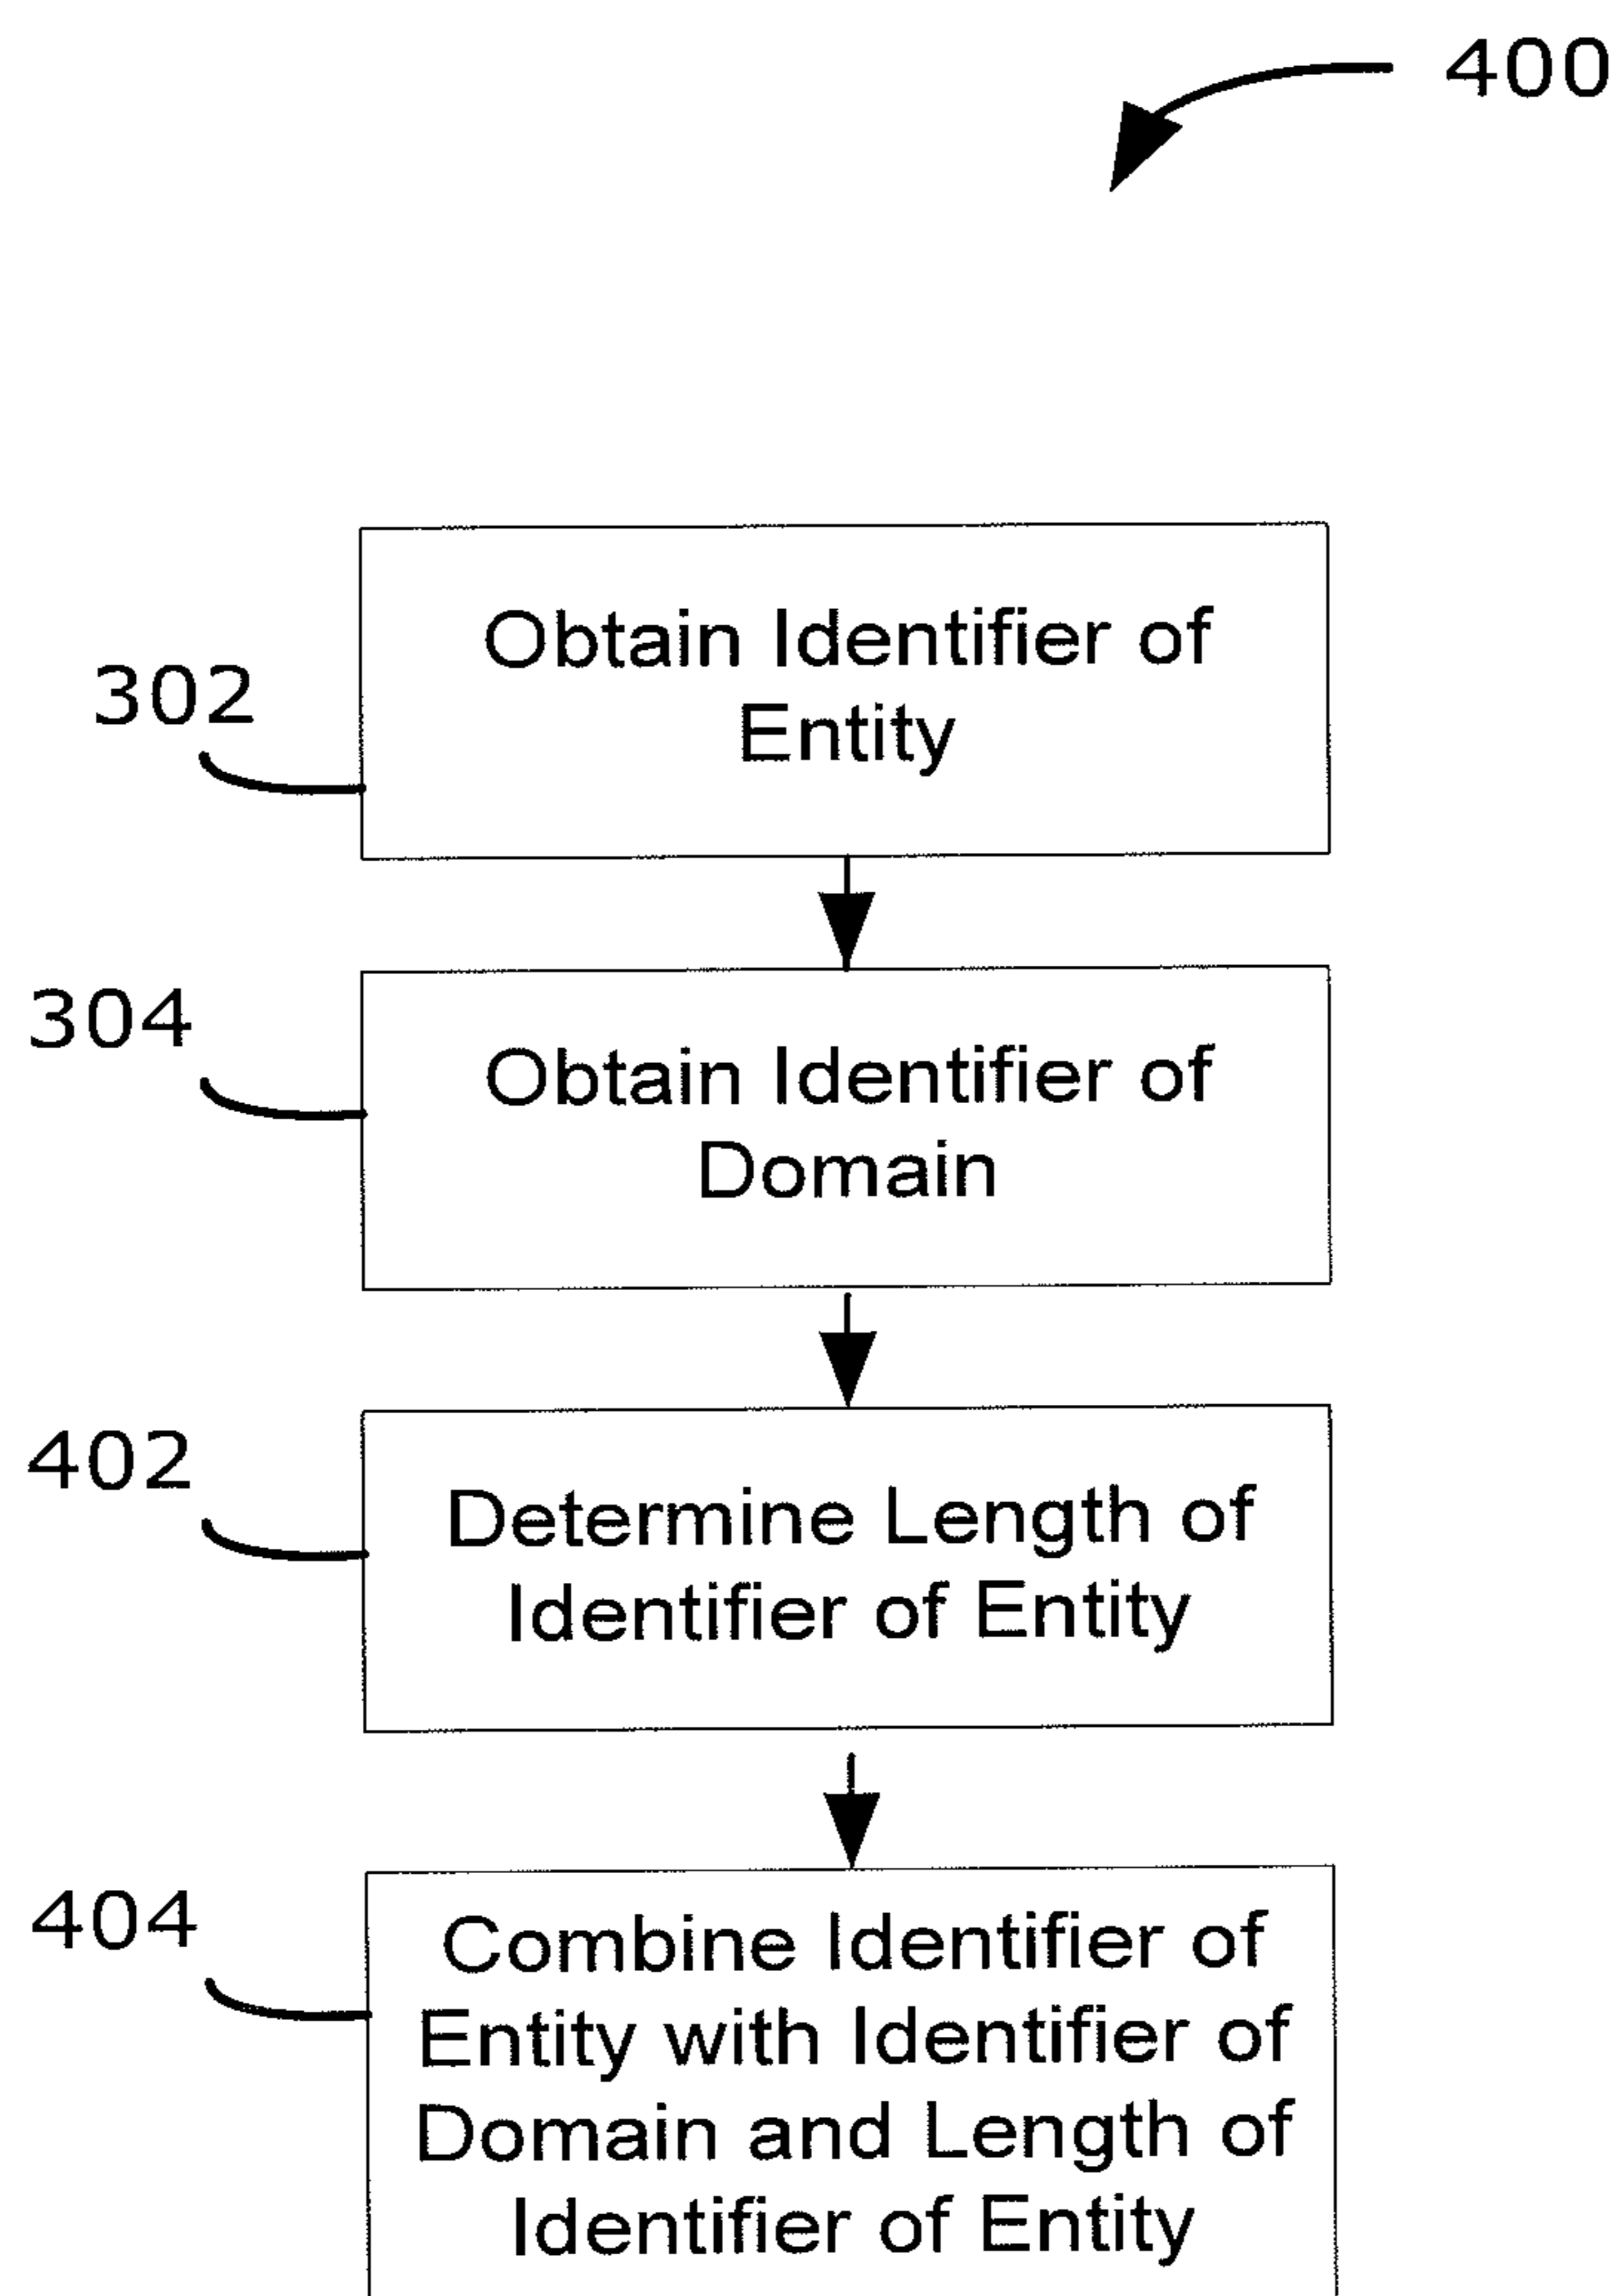 400
302
Obtain Identifier of
Entity
304
Obtain Identifier of
Domain
402
Determine Length of
Identifier of Entity
404
Combine Identifier of
Entity with Identifier of
Domain and Length of
Identifier of Entity